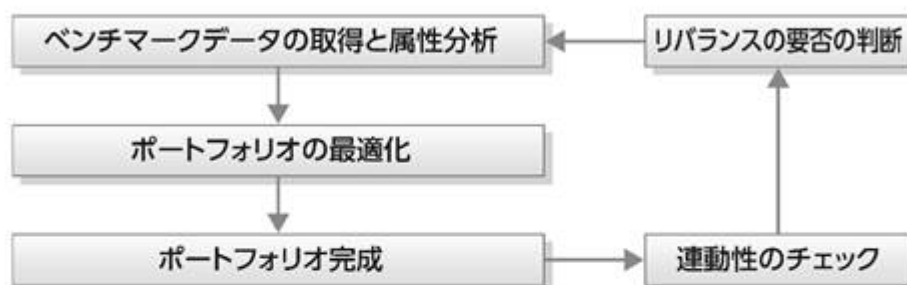 ベンチマークデータの取得と属性分析
リバランスの要否の判断
ポートフォリオの最適化
ポートフォリオ完成
連動性のチェック